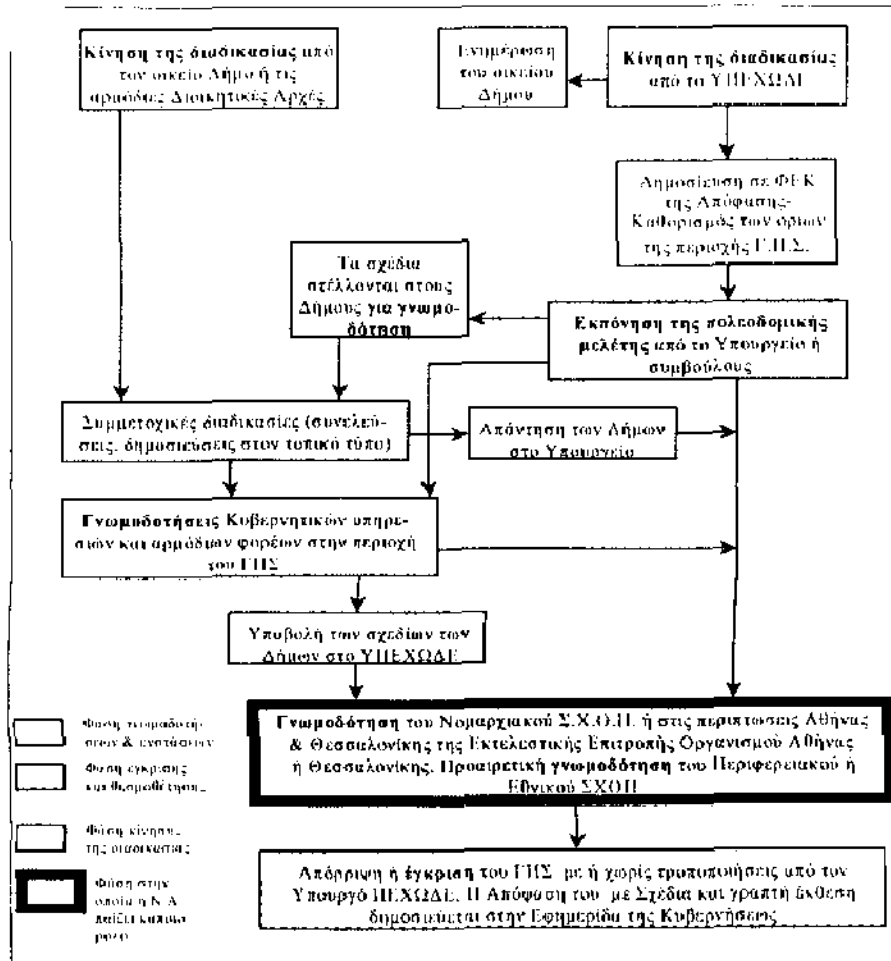 Κίνηση της διαδικασίας από
τον οικείο Δήμο ή τις
αρμόδιες Διοικητικές Αρχές
Ενημέρωση
του οικείου
Δήμου
Κίνηση της διαδικασίας
από το ΥΠΕΧΩΔΕ
Δημοσίευση σε ΦΕΚ
της Απόφασης-
Καθορισμός των ορίων
της περιοχής Γ.Π.Σ.
Τα σχέδια
στέλλονται στους
Δήμους για γνωμο-
δότηση
Εκπόνηση της πολεοδομικής
μελέτης από το Υπουργείο ή
συμβούλους
Συμμετοχικές διαδικασίες (συνελεύ-
σεις, δημοσιεύσεις στον τοπικό τύπο)
Απάντηση των Δήμων
στο Υπουργείο
Γνωμοδοτήσεις Κυβερνητικών υπηρε-
σιών και αρμόδιων φορέων στην περιοχή
του ΓΠΣ
Υποβολή των σχεδίων των
Δήμων στο ΥΠΕΧΩΔΕ
Γνωμοδότηση του Νομαρχιακού Σ.Χ.Ο.Π. ή στις περιπτώσεις Αθήνας
& Θεσσαλονίκης της Εκτελεστικής Επιτροπής Οργανισμού Αθήνας
ή Θεσσαλονίκης. Προαιρετική γνωμοδότηση του Περιφερειακού ή
Εθνικού ΣΧΟΠ
Απόρριψη ή έγκριση του ΓΠΣ με ή χωρίς τροποποιήσεις από τον
Υπουργό ΠΕΧΩΔΕ. Η Απόφαση του με Σχέδια και γραπτή έκθεση
δημοσιεύεται στην Εφημερίδα της Κυβερνήσεως
Φάση γνωμοδοτή-
σεων & ενστάσεων
Φάση έγκρισης
και θεσμοθέτησης
Φάση κίνησης
της διαδικασίας
Φάση στην
οποία η Ν.Α.
παίζει κάποιο
ρόλο